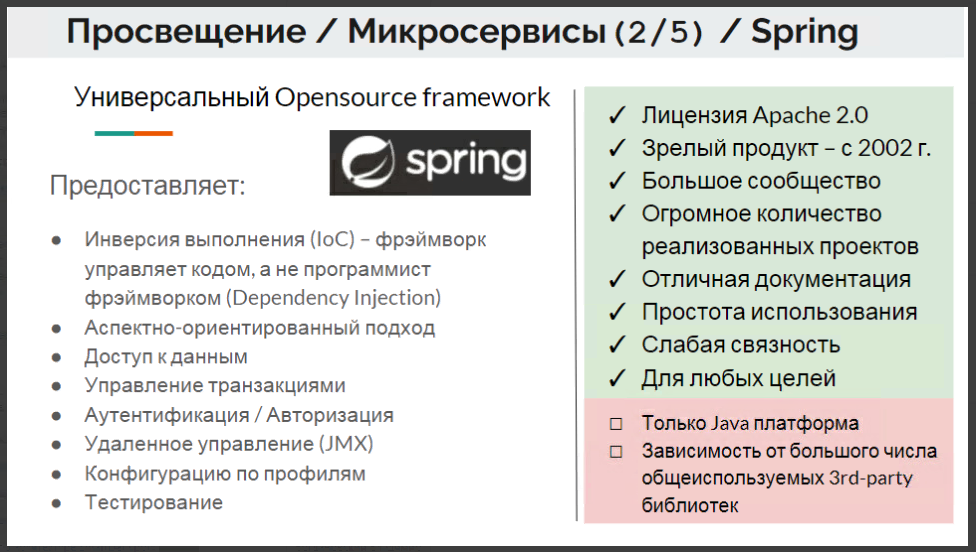 Просвещение / Микросервисы (2/5) / Spring
Универсальный Opensource framework
spring
Предоставляет:
● Инверсия выполнения (IoC) – фрэймворк
управляет кодом, а не программист
фрэймворком (Dependency Injection)
● Аспектно-ориентированный подход
● Доступ к данным
● Управление транзакциями
● Аутентификация / Авторизация
● Удаленное управление (JMX)
● Конфигурацию по профилям
● Тестирование
✓ Лицензия Apache 2.0
✓ Зрелый продукт – с 2002 г.
✓ Большое сообщество
✓ Огромное количество
реализованных проектов
✓ Отличная документация
✓ Простота использования
✓ Слабая связность
✓ Для любых целей
□ Только Java платформа
□ Зависимость от большого числа
общеиспользуемых 3rd-party
библиотек